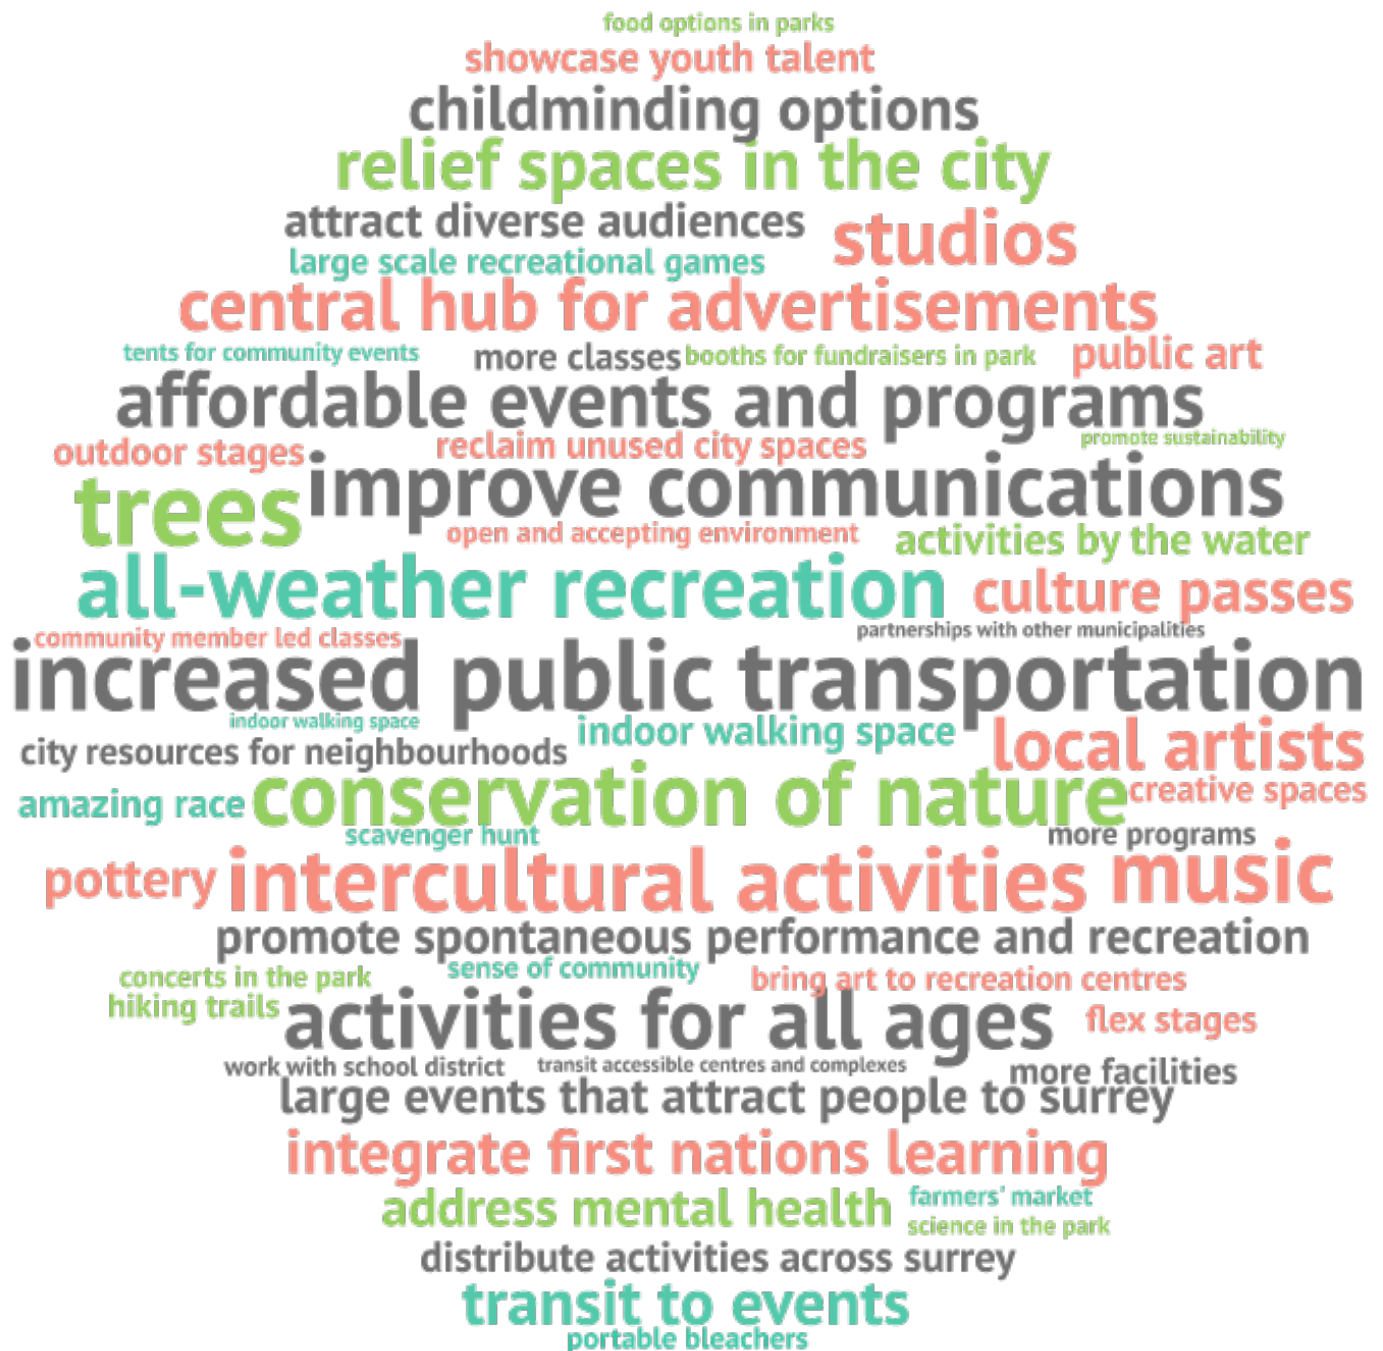 food options in parks
showcase youth talent
childminding options
relief spaces in the city
attract diverse audiences
studios
large scale recreational games
central hub for advertisements
tents for community events
more classes
booths for fundraisers in park
public art
affordable events and programs
outdoor stages
reclaim unused city spaces
promote sustainability
improve communications
trees
open and accepting environment
activities by the water
all-weather recreation
culture passes
community member led classes
partnerships with other municipalities
increased public transportation
indoor walking space
indoor walking space
local artists
city resources for neighbourhoods
conservation of nature
creative spaces
amazing race
scavenger hunt
more programs
pottery
intercultural activities
music
promote spontaneous performance and recreation
concerts in the park
sense of community
bring art to recreation centres
hiking trails
activities for all ages
flex stages
work with school district
transit accessible centres and complexes
more facilities
large events that attract people to surrey
integrate first nations learning
address mental health
farmers' market
science in the park
distribute activities across surrey
transit to events
portable bleachers